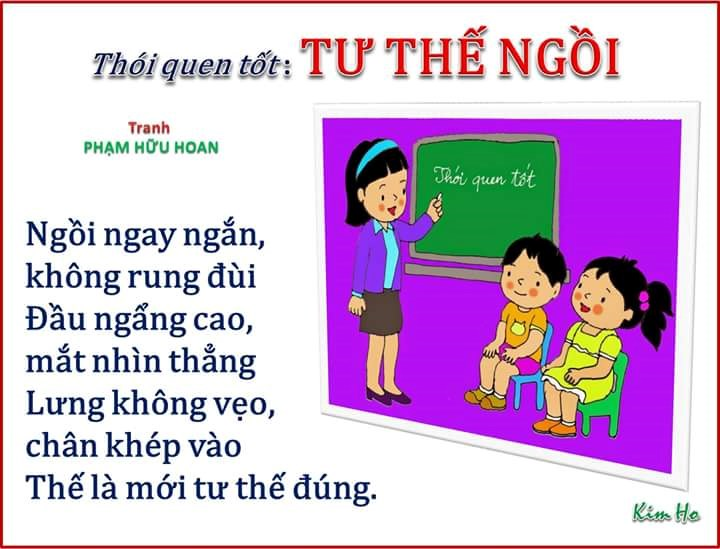 Thói quen tốt: TƯ THẾ NGỒI
Tranh
PHẠM HỮU HOAN
Thói quen tốt
Ngồi ngay ngắn,
không rung đùi
Đầu ngẩng cao,
mắt nhìn thẳng
Lưng không vẹo,
chân khép vào
Thế là mới tư thế đúng.
Kim Ho